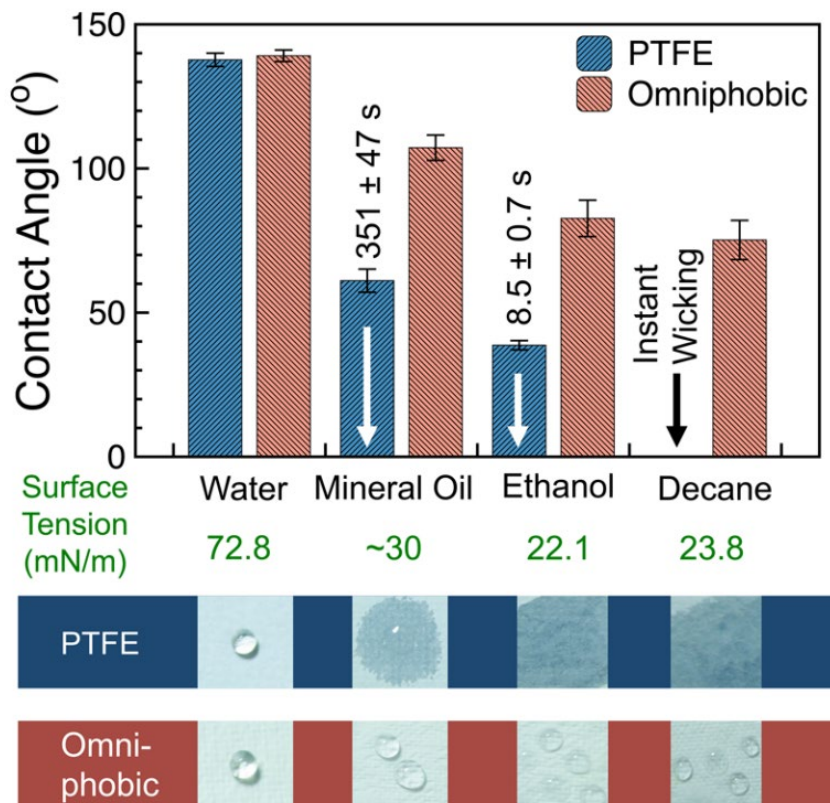 150
100
50
0
Contact Angle (º)
PTFE
Omniphobic
351 ± 47 s
8.5 ± 0.7 s
Instant
Wicking
Water Mineral Oil Ethanol Decane
Surface
Tension
(mN/m)
72.8 ~30 22.1 23.8
PTFE
Omni-
phobic